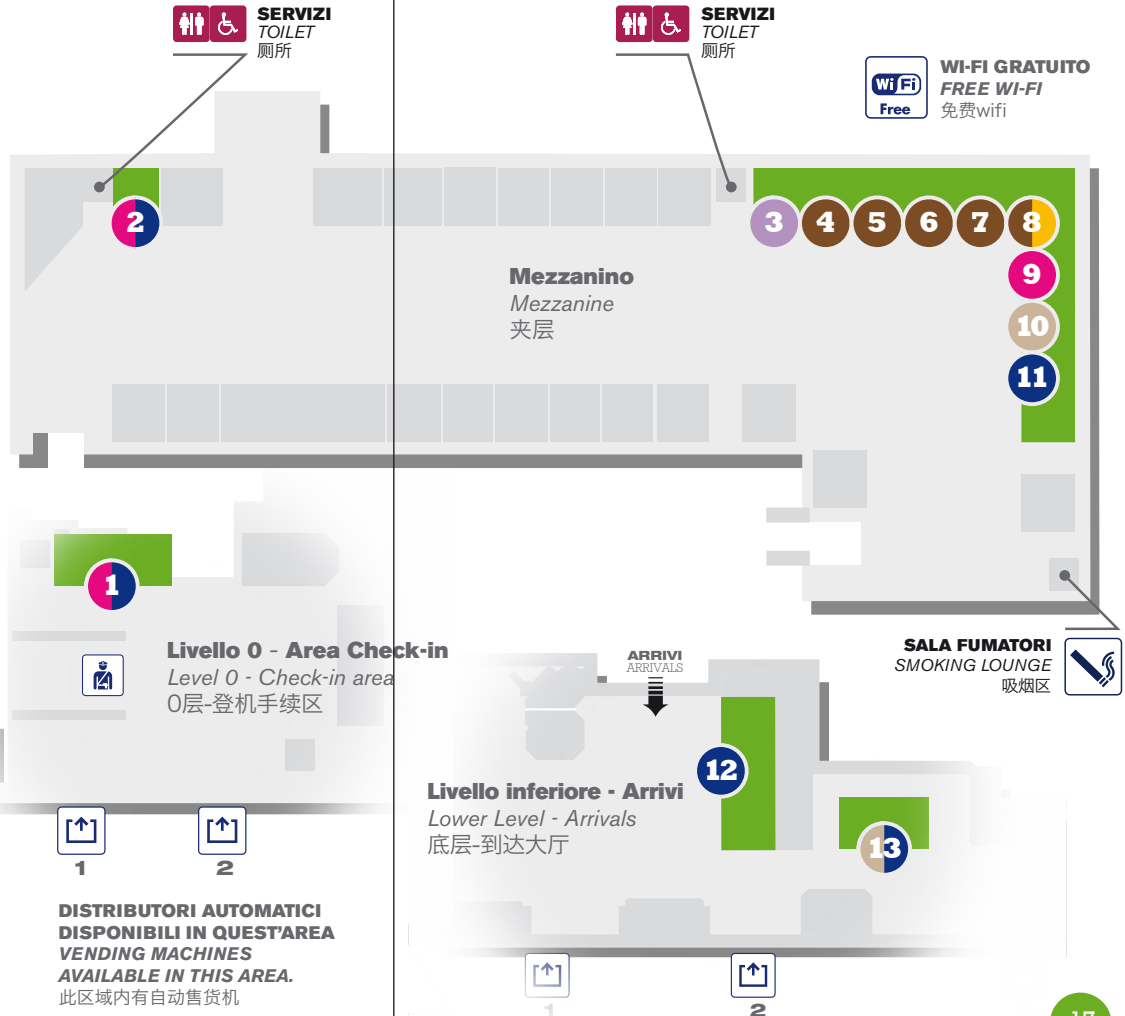 SERVIZI
TOILET
厕所
SERVIZI
TOILET
厕所
WiFi
Free
WI-FI GRATUITO
FREE WI-FI
免费wifi
2
3
4
5
6
7
8
9
10
11
Mezzanino
Mezzanine
夹层
1
Livello 0 - Area Check-in
Level 0 - Check-in area
0层-登机手续区
ARRIVI
ARRIVALS
SALA FUMATORI
SMOKING LOUNGE
吸烟区
12
Livello inferiore - Arrivi
Lower Level - Arrivals
底层-到达大厅
13
1
2
DISTRIBUTORI AUTOMATICI
DISPONIBILI IN QUEST'AREA
VENDING MACHINES
AVAILABLE IN THIS AREA.
此区域内有自动售货机
1
2